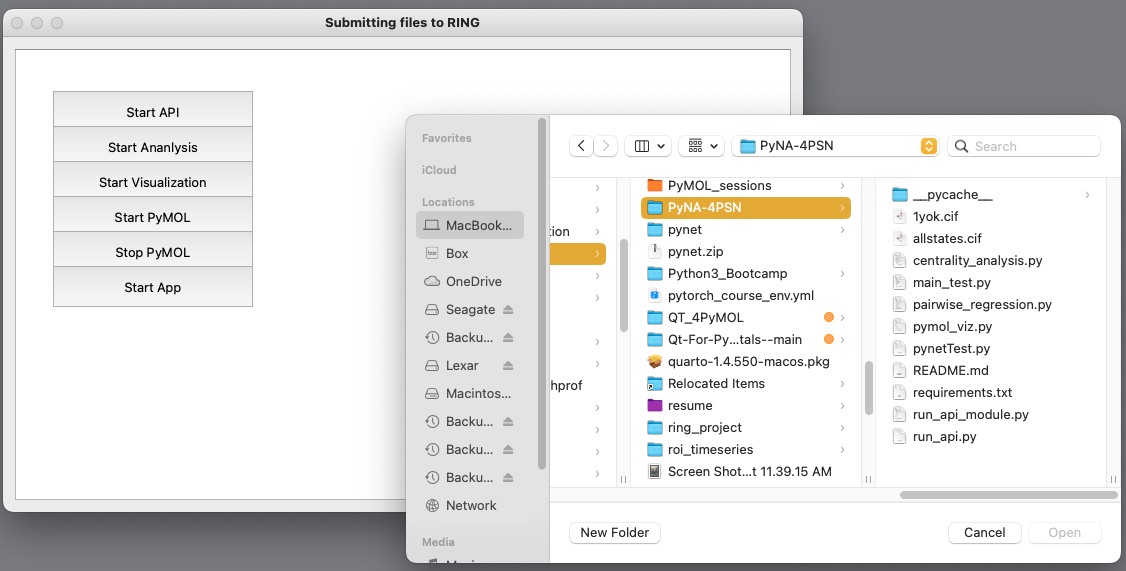 Submitting files to RING
Start API
Start Ananlysis
Start Visualization
Start PyMOL
Stop PyMOL
Start App
Favorites
iCloud
Locations
MacBook...
Box
OneDrive
Seagate
Backu...
Lexar
Macintos...
Backu...
Backu...
Backu...
Network
Media
PyNA-4PSN
Search
tion
hprof
PyMOL_sessions
PyNA-4PSN
pynet
pynet.zip
Python3_Bootcamp
pytorch_course_env.yml
QT_4PyMOL
Qt-For-Py...tals--main
quarto-1.4.550-macos.pkg
Relocated Items
resume
ring_project
roi_timeseries
Screen Shot...t 11.39.15 AM
__pycache__
1yok.cif
allstates.cif
centrality_analysis.py
main_test.py
pairwise_regression.py
pymol_viz.py
pynetTest.py
README.md
requirements.txt
run_api_module.py
run_api.py
New Folder
Cancel
Open